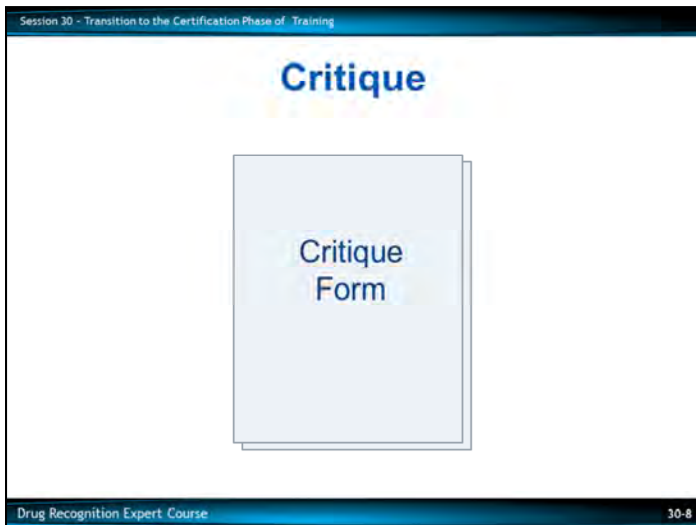 Session 30 - Transition to the Certification Phase of Training
Critique
Critique
Form
Drug Recognition Expert Course
30-8